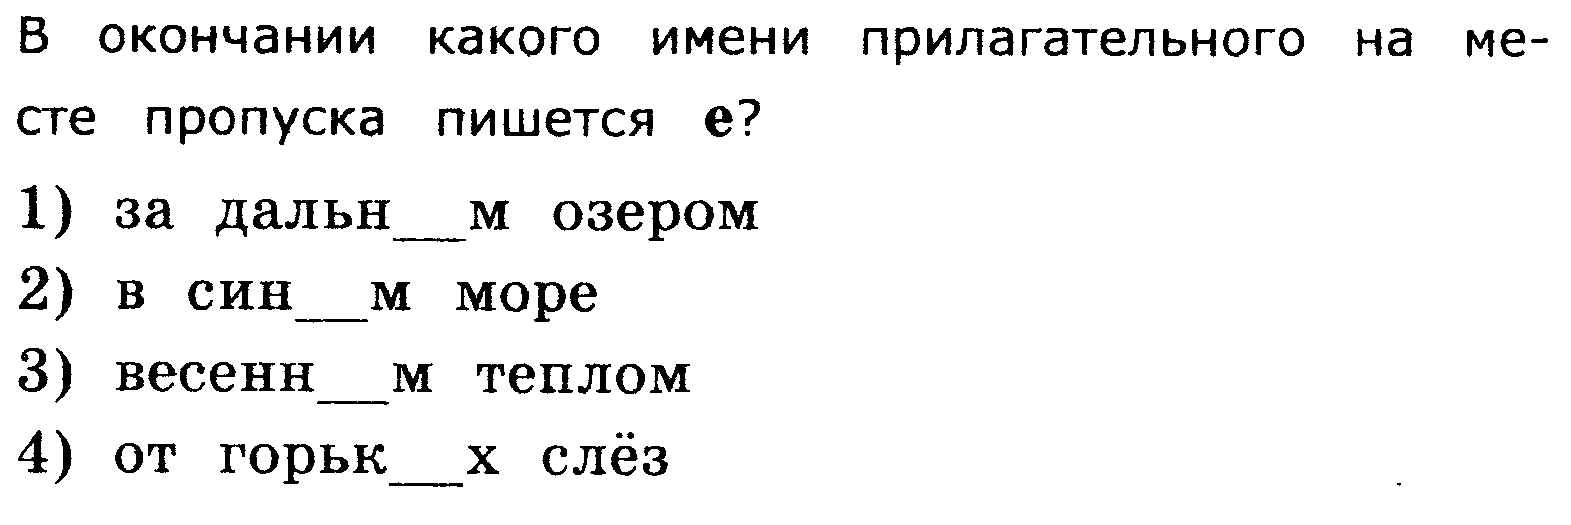 В окончании какого имени прилагательного на ме-
сте пропуска пишется е?
1) за дальн__м озером
2) в син__м море
3) весенн__м теплом
4) от горьк__х слёз